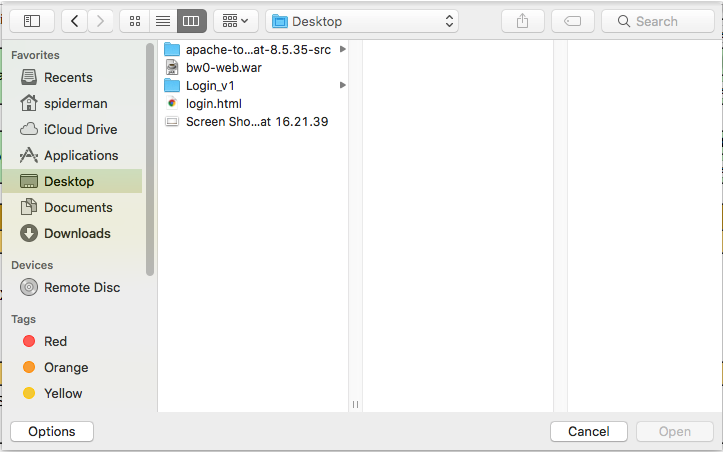 Desktop
Search
Favorites
Recents
spiderman
iCloud Drive
Applications
Desktop
Documents
Downloads
Devices
Remote Disc
Tags
Red
Orange
Yellow
apache-to...at-8.5.35-src
bw0-web.war
Login_v1
login.html
Screen Sho...at 16.21.39
Options
Cancel
Open